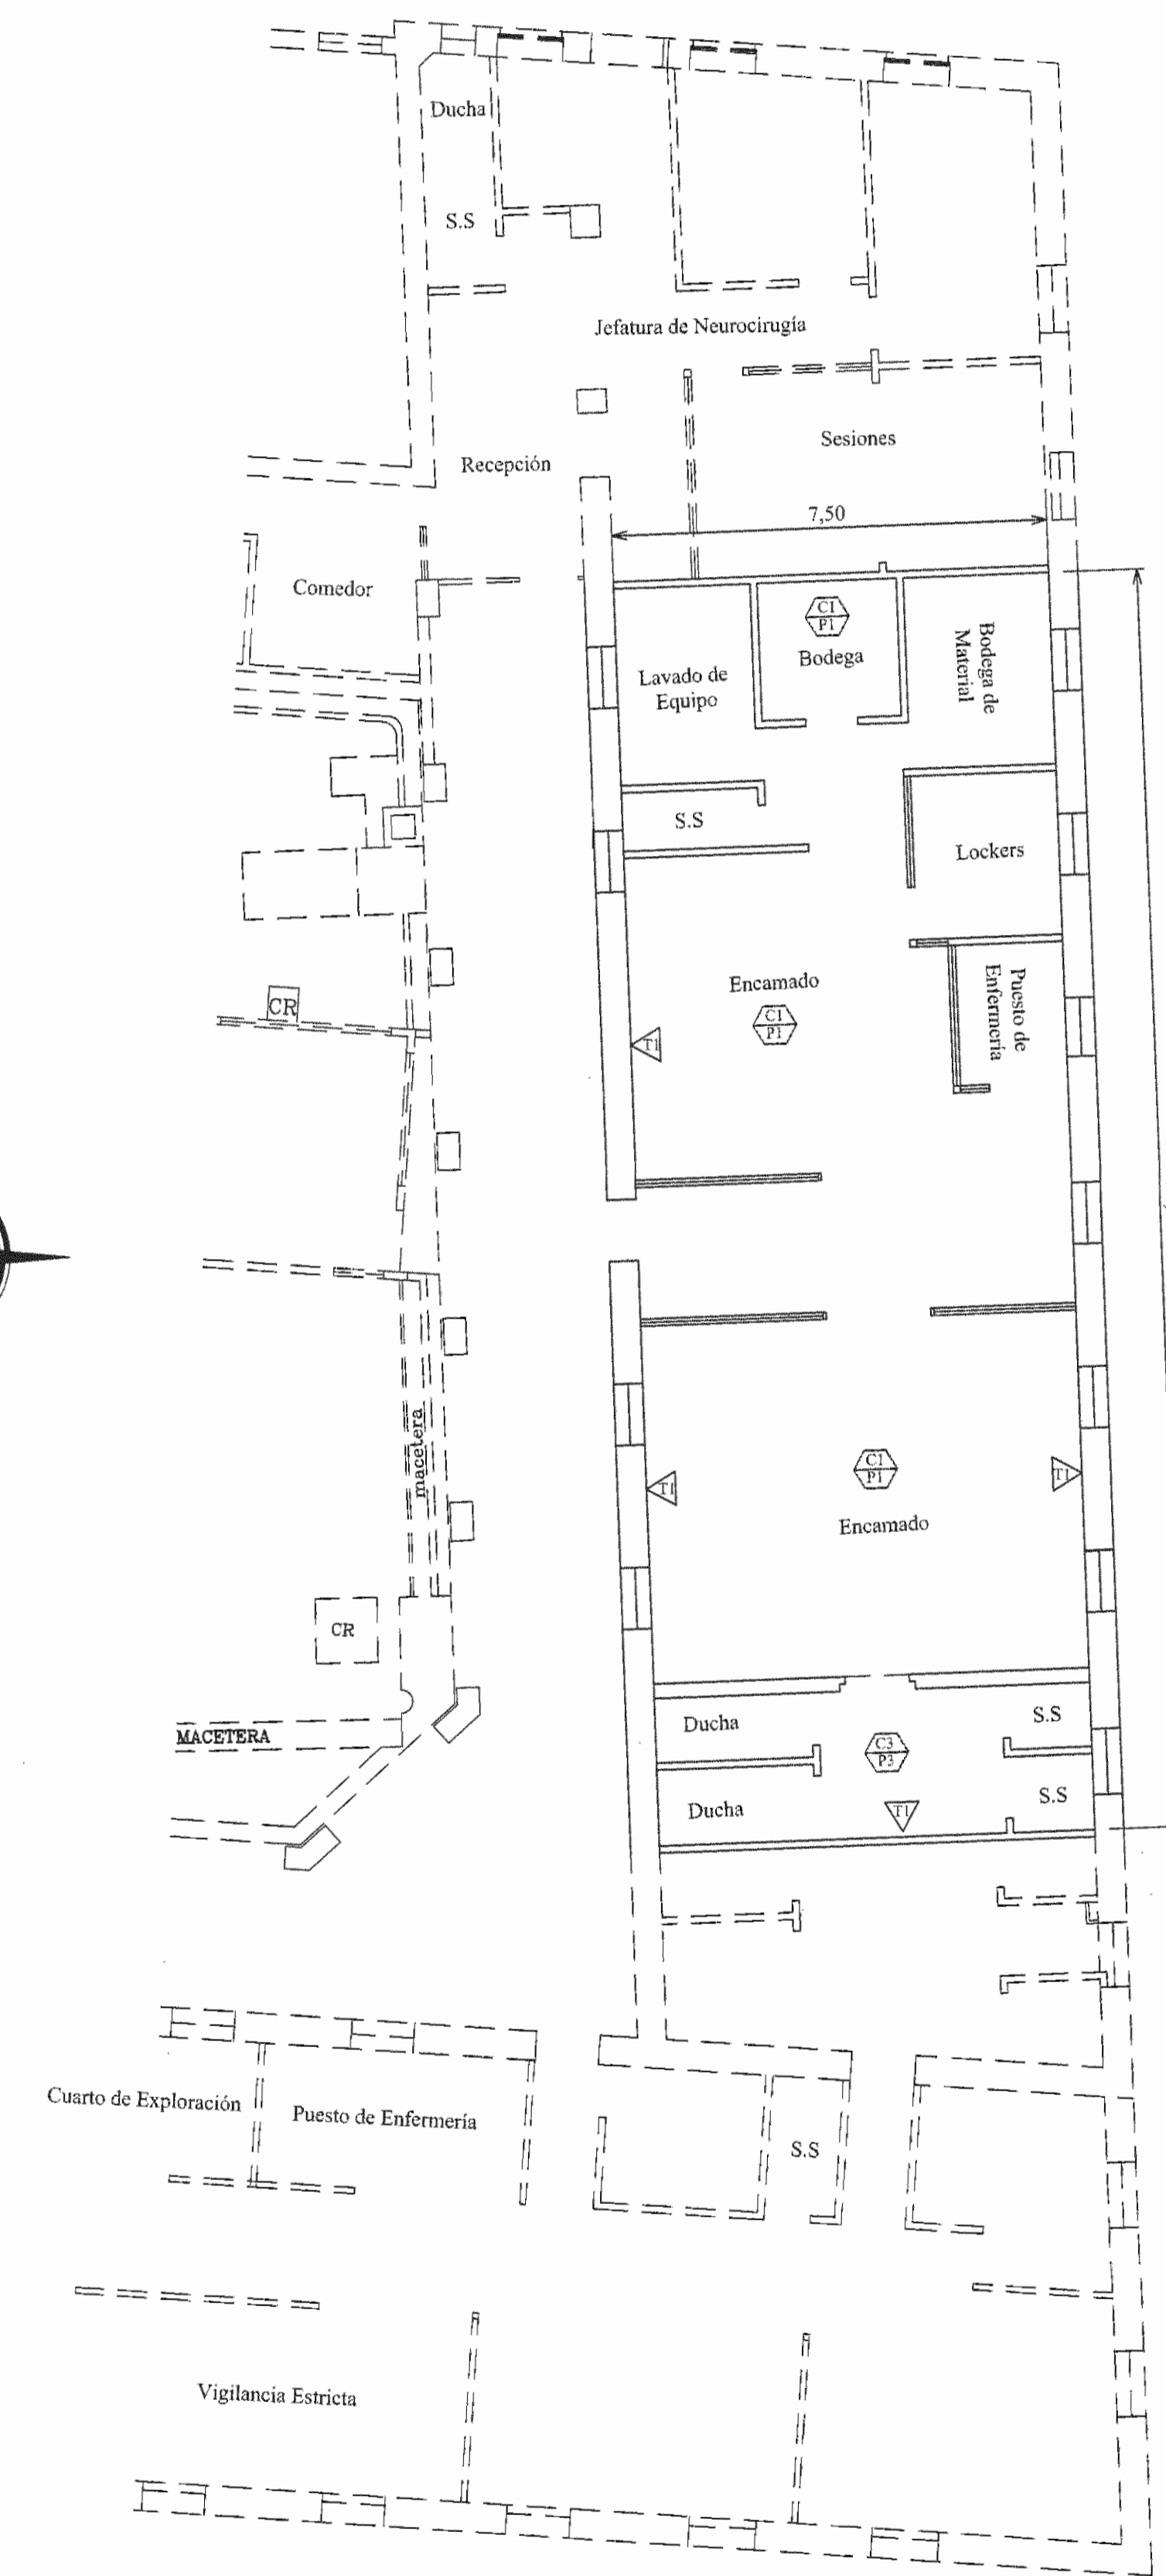 Ducha
S.S
Jefatura de Neurocirugía
Sesiones
Recepción
7,50
Comedor
C1
P1
Bodega
Bodega de
Material
Lavado de
Equipo
S.S
Lockers
Encamado
C1
P1
Puesto de
Enfermería
CR
T1
macetera
C1
P1
T1
T1
Encamado
CR
MACETERA
Ducha
S.S
C3
P3
Ducha
T1
S.S
Cuarto de Exploración
Puesto de Enfermería
S.S
Vigilancia Estricta